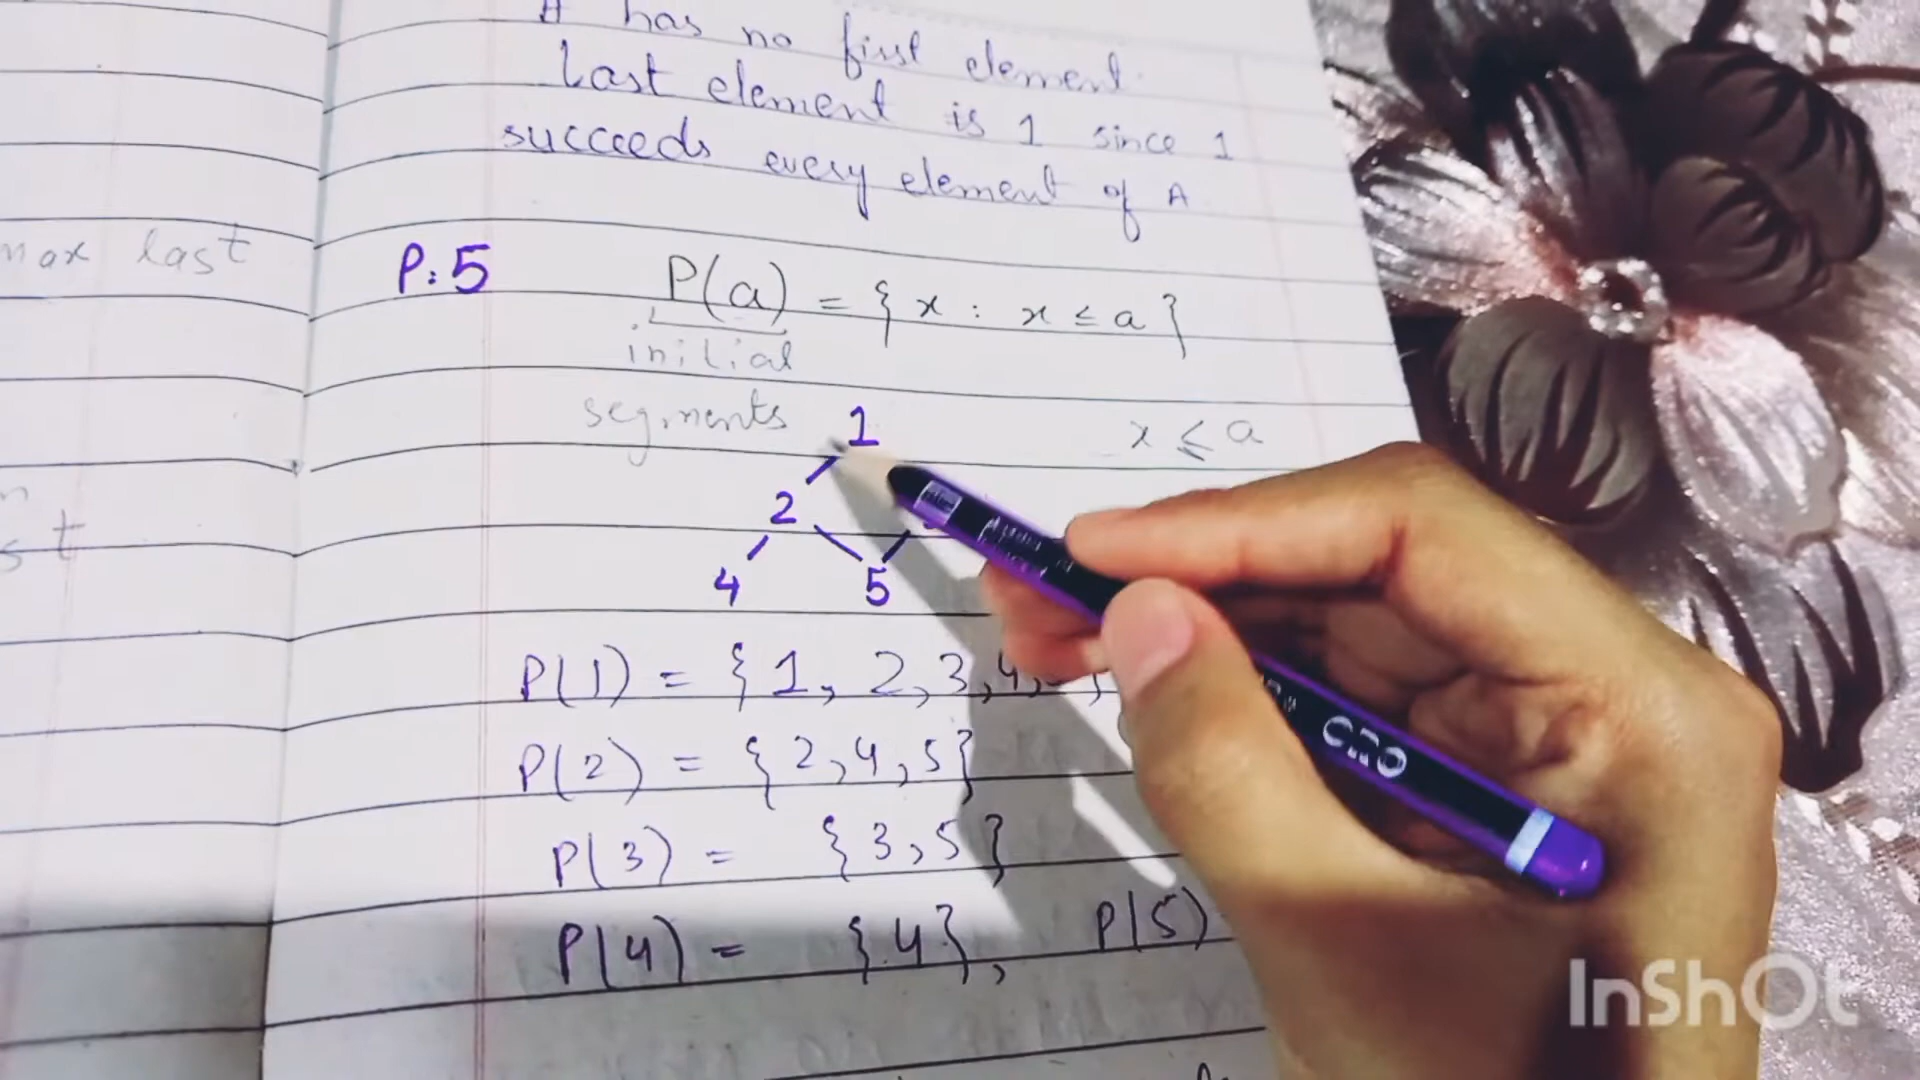 has no first element.
Last element is 1 since 1
succeeds every element of A
max last
P:5 P(a) = { x : x ≤ a }
initial
segments
1
x ≤ a
2
4 5
P(1) = { 1, 2, 3, 4,
P(2) = { 2, 4, 5 }
P(3) = { 3, 5 }
P(4) = { 4 }, P(5)
InShOt